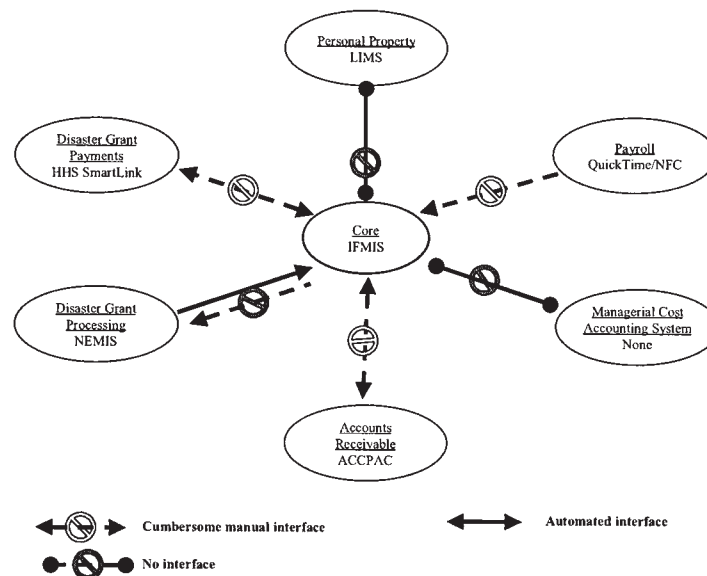 Personal Property
LIMS
Disaster Grant
Payments
HHS SmartLink
Payroll
QuickTime/NFC
Core
IFMIS
Disaster Grant
Processing
NEMIS
Managerial Cost
Accounting System
None
Accounts
Receivable
ACCPAC
Cumbersome manual interface
Automated interface
No interface